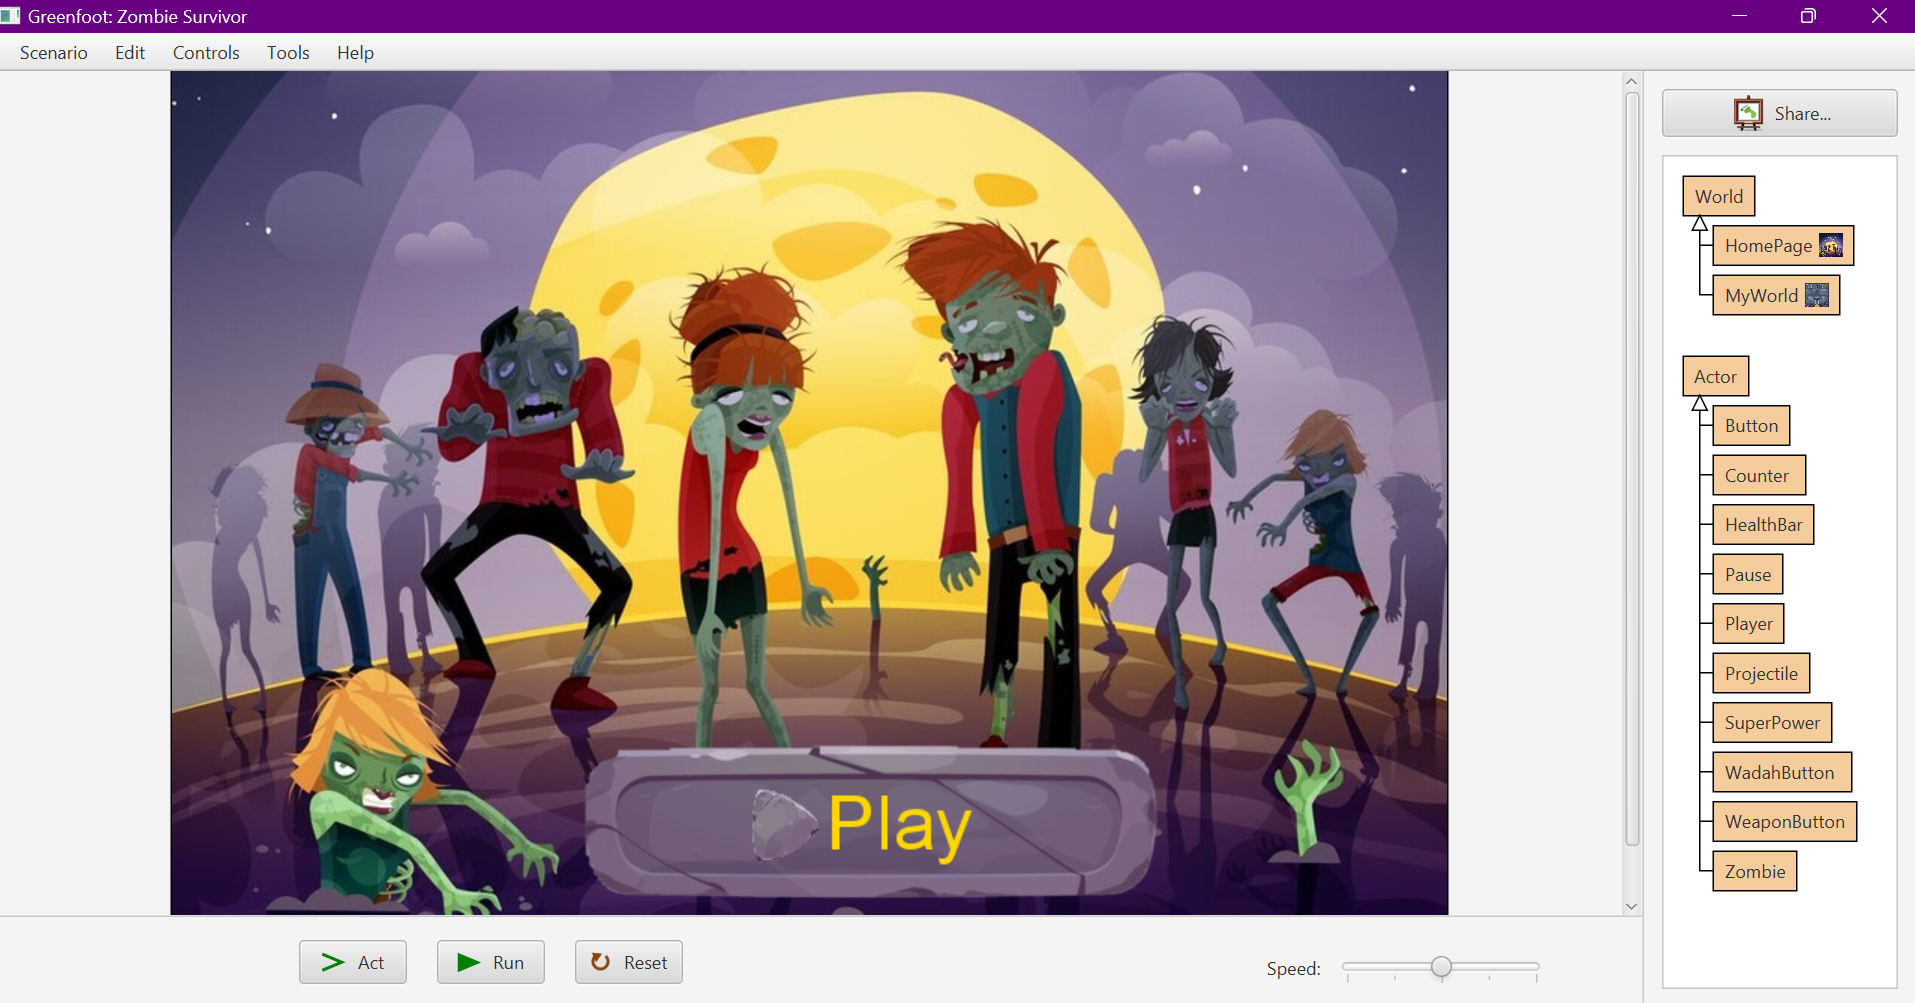 Greenfoot: Zombie Survivor
Scenario Edit Controls Tools Help
Share...
World
HomePage
MyWorld
Actor
Button
Counter
HealthBar
Pause
Player
Projectile
SuperPower
WadahButton
WeaponButton
Zombie
Play
Act Run Reset Speed: